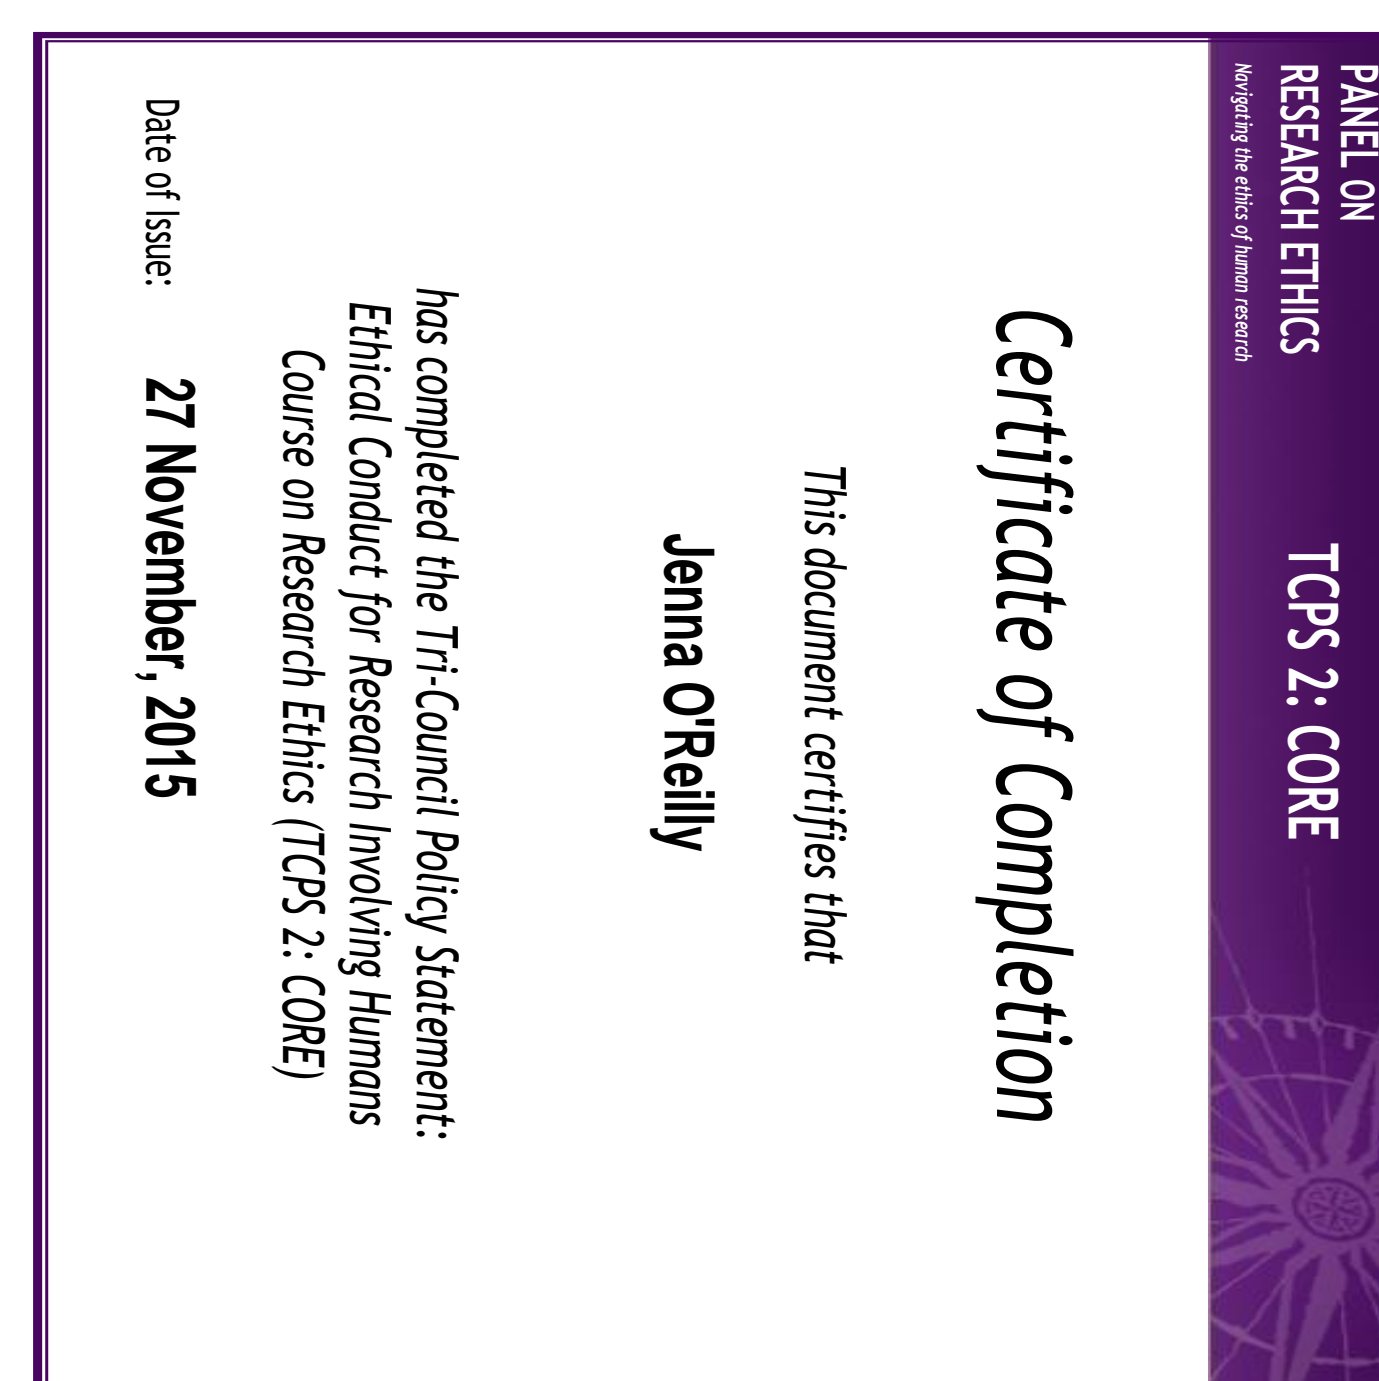 PANEL ON
RESEARCH ETHICS
Navigating the ethics of human research
TCPS 2: CORE
Certificate of Completion
This document certifies that
Jenna O'Reilly
has completed the Tri-Council Policy Statement:
Ethical Conduct for Research Involving Humans
Course on Research Ethics (TCPS 2: CORE)
Date of Issue: 27 November, 2015